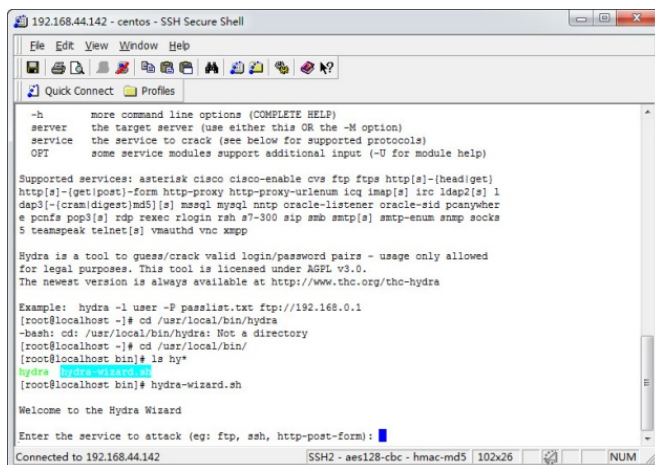 192.168.44.142 - centos - SSH Secure Shell
File Edit View Window Help
Quick Connect Profiles
-h more command line options (COMPLETE HELP)
server the target server (use either this OR the -M option)
service the service to crack (see below for supported protocols)
OPT some service modules support additional input (-U for module help)
Supported services: asterisk cisco cisco-enable cvs ftp ftps http[s]-{head|get}
http[s]-{get|post}-form http-proxy http-proxy-urlenum icq imap[s] irc ldap2[s] l
dap3[-{cram|digest}md5][s] mssql mysql nntp oracle-listener oracle-sid pcanywher
e pcnfs pop3[s] rdp rexec rlogin rsh s7-300 sip smb smtp[s] smtp-enum snmp socks
5 teamspeak telnet[s] vmauthd vnc xmpp
Hydra is a tool to guess/crack valid login/password pairs - usage only allowed
for legal purposes. This tool is licensed under AGPL v3.0.
The newest version is always available at http://www.thc.org/thc-hydra
Example: hydra -l user -P passlist.txt ftp://192.168.0.1
[root@localhost ~]# cd /usr/local/bin/hydra
-bash: cd: /usr/local/bin/hydra: Not a directory
[root@localhost ~]# cd /usr/local/bin/
[root@localhost bin]# ls hy*
hydra hydra-wizard.sh
[root@localhost bin]# hydra-wizard.sh
Welcome to the Hydra Wizard
Enter the service to attack (eg: ftp, ssh, http-post-form):
Connected to 192.168.44.142 SSH2 - aes128-cbc - hmac-md5 102x26 NUM